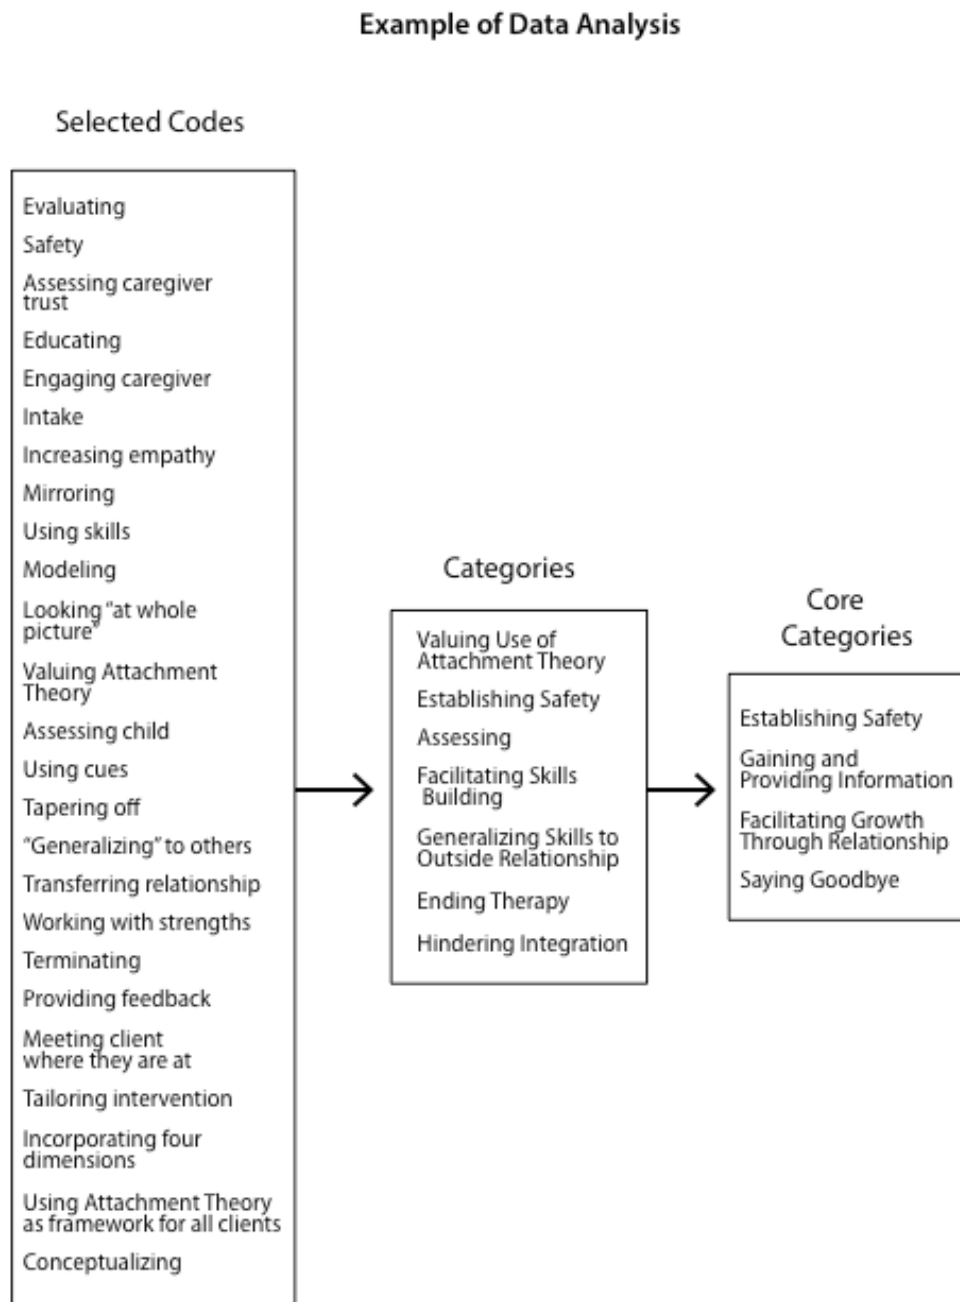 Example of Data Analysis
Selected Codes
Evaluating
Safety
Assessing caregiver
trust
Educating
Engaging caregiver
Intake
Increasing empathy
Mirroring
Using skills
Modeling
Looking "at whole
picture"
Valuing Attachment
Theory
Assessing child
Using cues
Tapering off
"Generalizing" to others
Transferring relationship
Working with strengths
Terminating
Providing feedback
Meeting client
where they are at
Tailoring intervention
Incorporating four
dimensions
Using Attachment Theory
as framework for all clients
Conceptualizing
Categories
Valuing Use of
Attachment Theory
Establishing Safety
Assessing
Facilitating Skills
Building
Generalizing Skills to
Outside Relationship
Ending Therapy
Hindering Integration
Core
Categories
Establishing Safety
Gaining and
Providing Information
Facilitating Growth
Through Relationship
Saying Goodbye